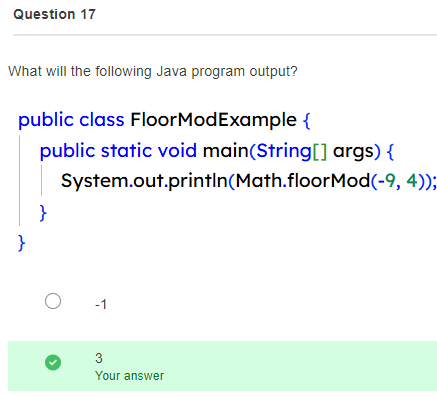 Question 17
What will the following Java program output?
public class FloorModExample {
public static void main(String[] args) {
System.out.println(Math.floorMod(-9, 4));
}
}
-1
3
Your answer